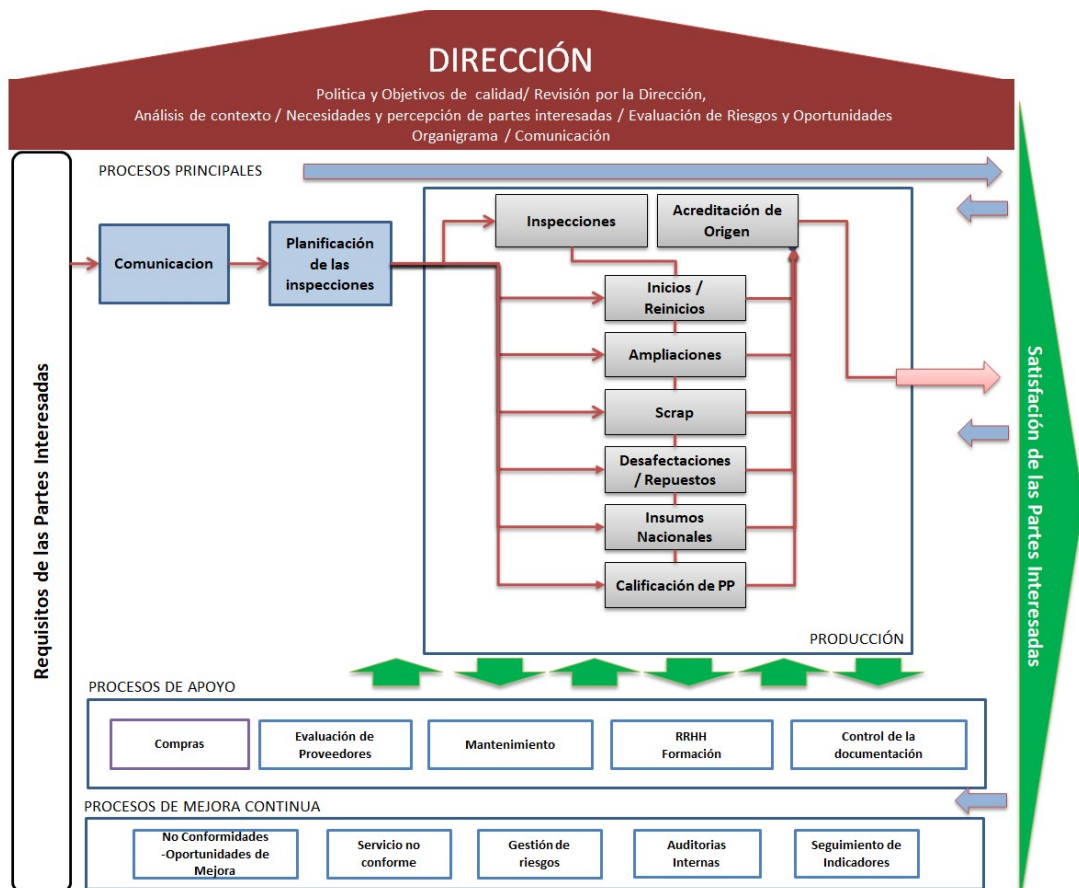 DIRECCIÓN
Politica y Objetivos de calidad/ Revisión por la Dirección,
Análisis de contexto / Necesidades y percepción de partes interesadas / Evaluación de Riesgos y Oportunidades
Organigrama / Comunicación
Requisitos de las Partes Interesadas
PROCESOS PRINCIPALES
Comunicacion
Planificación
de las
inspecciones
Inspecciones
Acreditación de
Origen
Inicios /
Reinicios
Ampliaciones
Scrap
Desafectaciones
/ Repuestos
Insumos
Nacionales
Calificación de PP
PRODUCCIÓN
Satisfacción de las Partes Interesadas
PROCESOS DE APOYO
Compras
Evaluación de
Proveedores
Mantenimiento
RRHH
Formación
Control de la
documentación
PROCESOS DE MEJORA CONTINUA
No Conformidades
-Oportunidades de
Mejora
Servicio no
conforme
Gestión de
riesgos
Auditorias
Internas
Seguimiento de
Indicadores